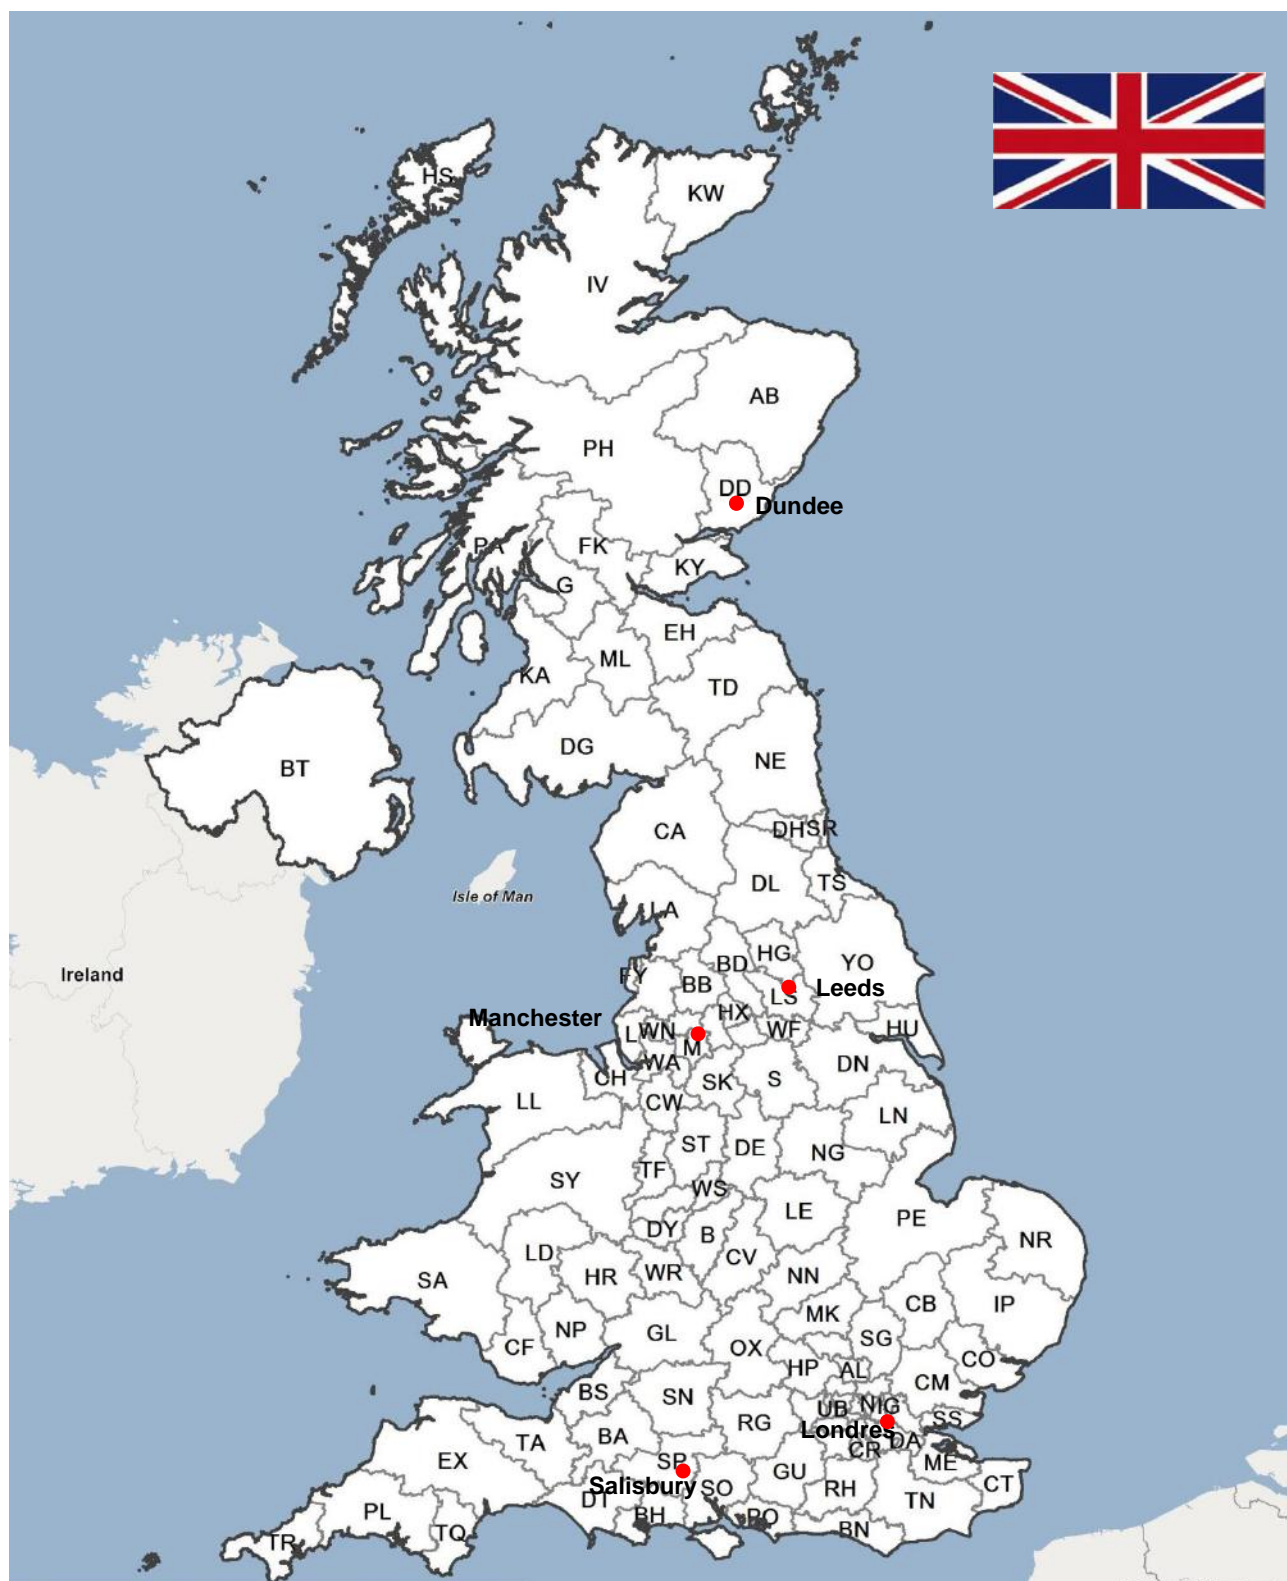 HS
KW
IV
AB
PH
DD
Dundee
PA
FK
KY
G
EH
ML
KA
TD
DG
NE
BT
CA
DH
SR
DL
TS
Isle of Man
LA
HG
YO
BD
FY
BB
Ireland
LS
Leeds
Manchester
HX
L
WN
WF
HU
M
WA
DN
CH
SK
S
LL
CW
LN
ST
DE
NG
TF
SY
WS
LE
PE
DY
B
NR
LD
CV
SA
HR
WR
NN
CB
IP
MK
NP
GL
SG
CF
OX
CO
HP
AL
CM
BS
SN
UB
NIG
SS
RG
Londres
BA
TA
DA
CR
EX
SP
ME
GU
CT
Salisbury
SO
RH
DT
TN
PL
BH
PO
BN
TQ
TR